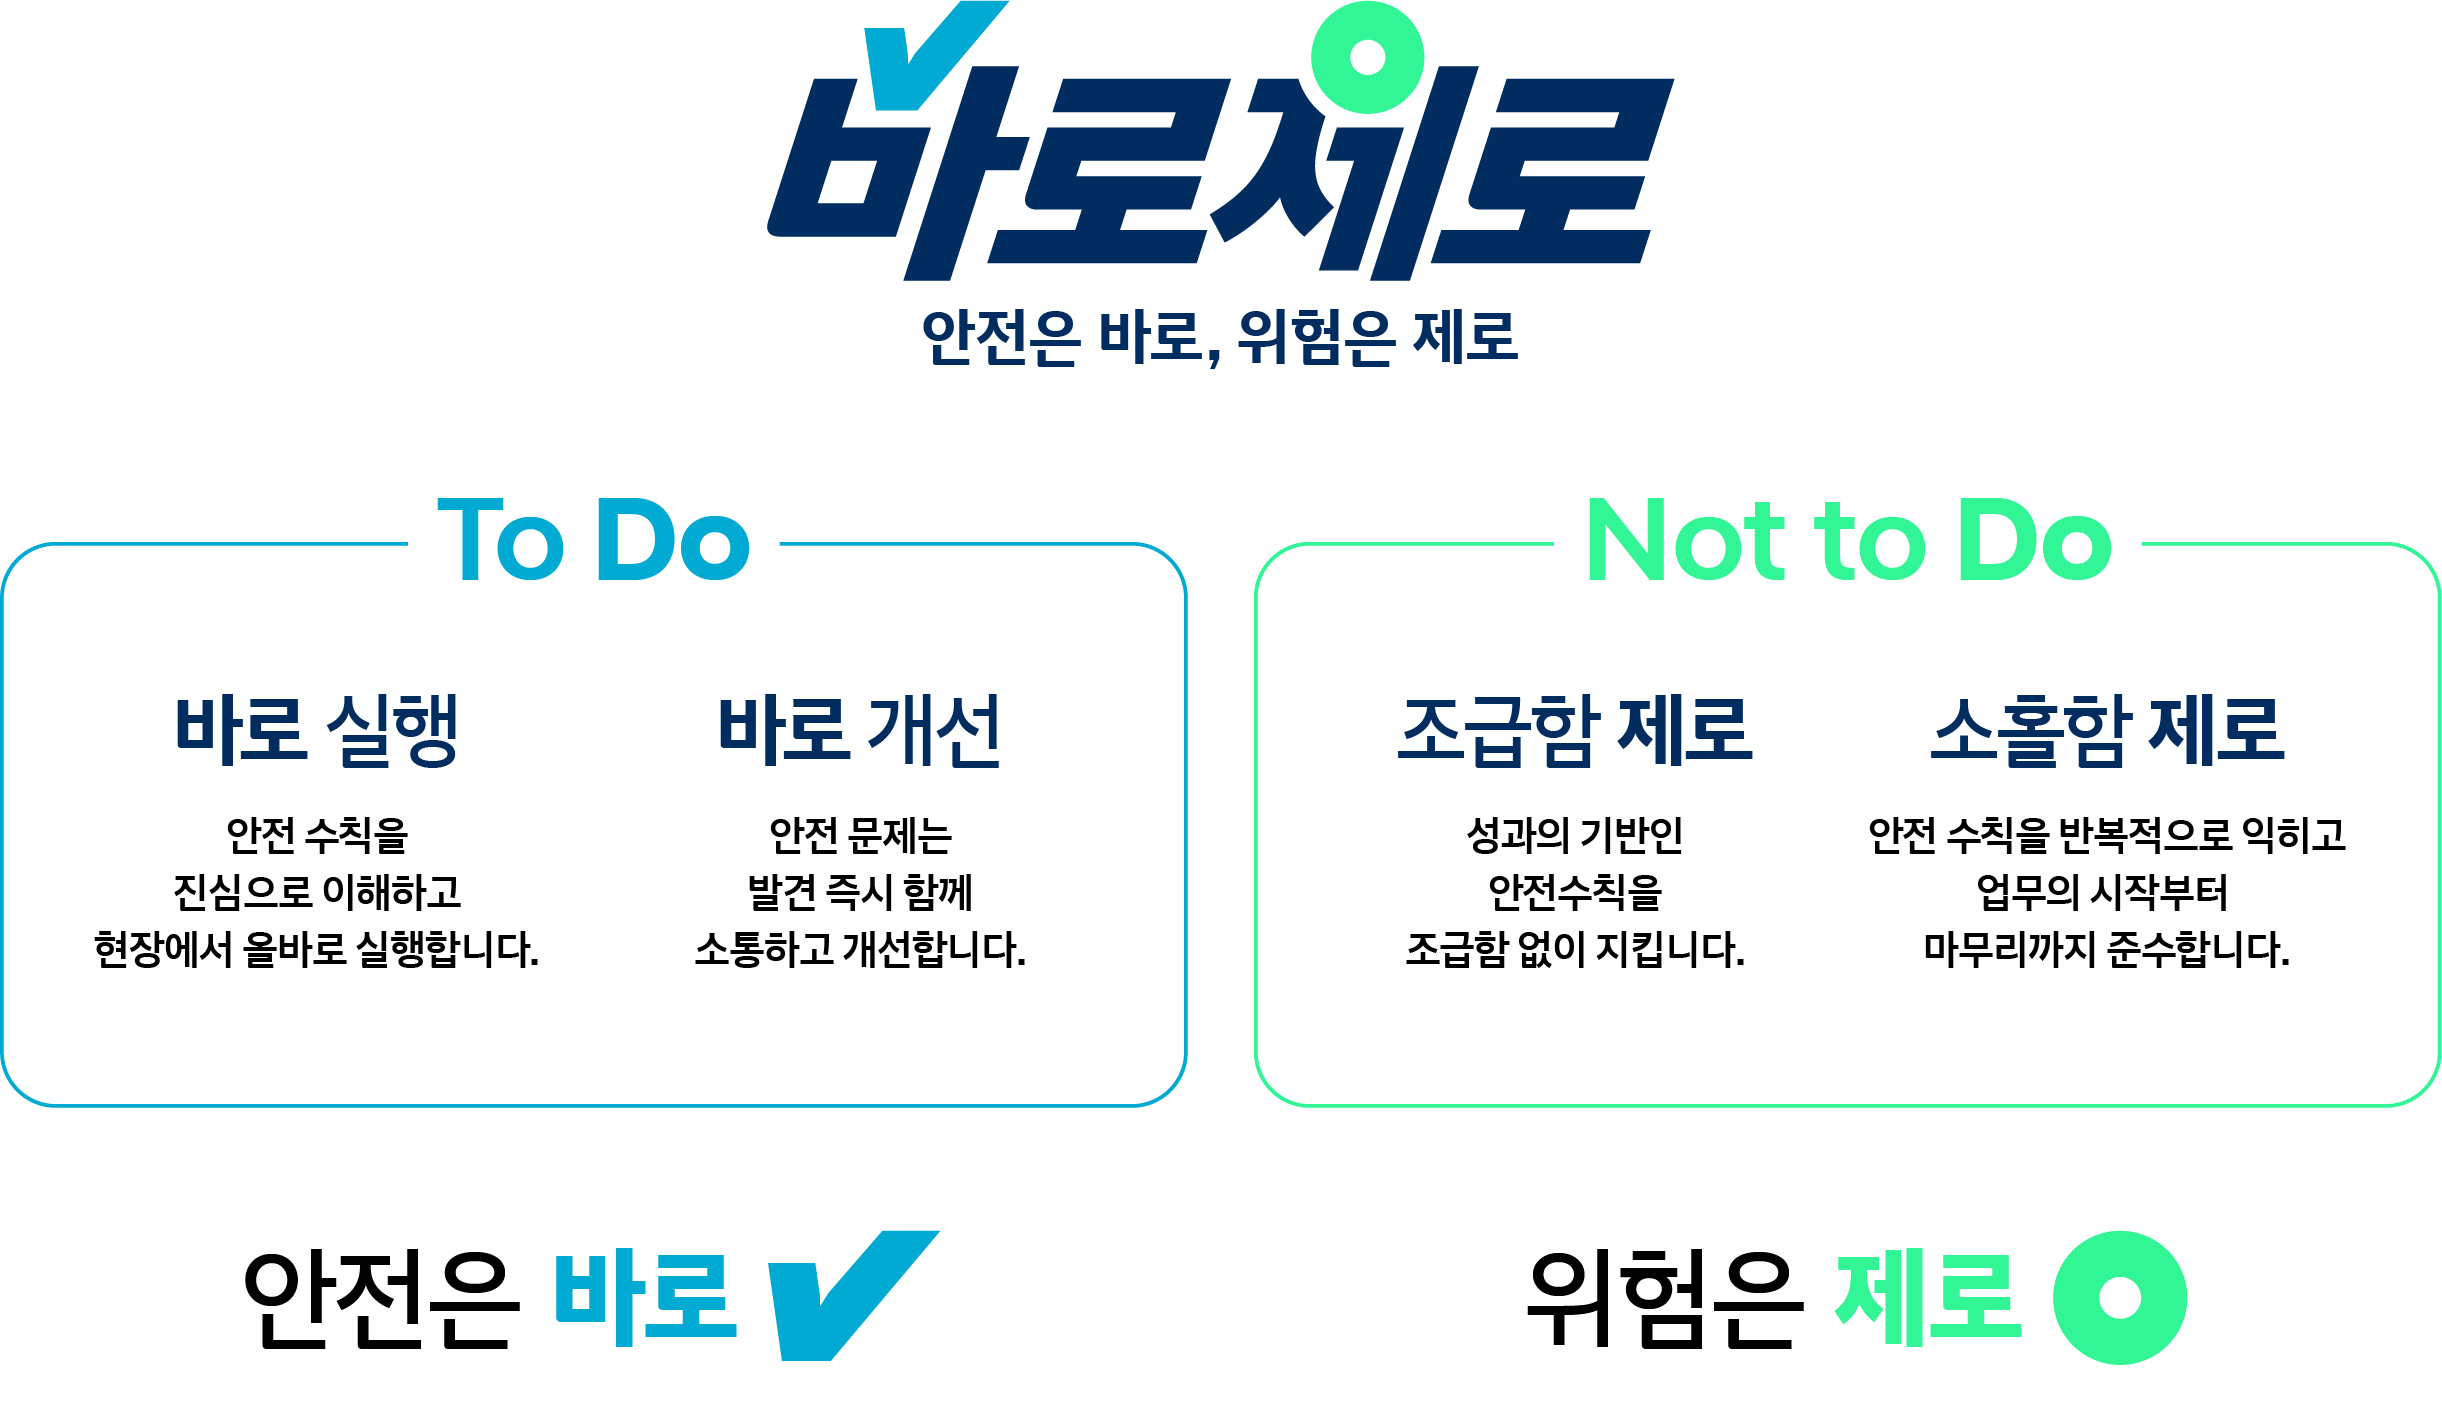 바로제로
안전은 바로, 위험은 제로
To Do
바로 실행
안전 수칙을
진심으로 이해하고
현장에서 올바로 실행합니다.
바로 개선
안전 문제는
발견 즉시 함께
소통하고 개선합니다.
Not to Do
조급함 제로
성과의 기반인
안전수칙을
조급함 없이 지킵니다.
소홀함 제로
안전 수칙을 반복적으로 익히고
업무의 시작부터
마무리까지 준수합니다.
안전은 바로
위험은 제로